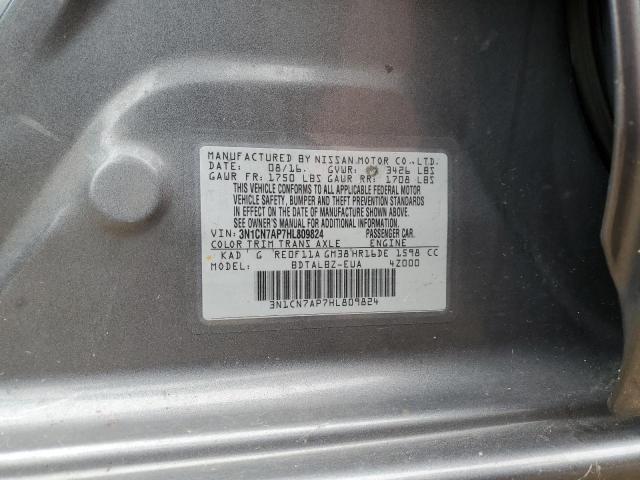 MANUFACTURED BY NISSAN MOTOR CO.,LTD.
DATE: 08/16 GVWR: 3426 LBS
GAWR FR: 1750 LBS GAWR RR: 1708 LBS
THIS VEHICLE CONFORMS TO ALL APPLICABLE FEDERAL MOTOR
VEHICLE SAFETY, BUMPER AND THEFT PREVENTION STANDARDS
IN EFFECT ON THE DATE OF MANUFACTURE SHOWN ABOVE.
SEE OWNER'S MANUAL FOR ADDITIONAL INFORMATION.
VIN: 3N1CN7AP7HL809824 PASSENGER CAR.
COLOR TRIM TRANS AXLE ENGINE
KAD G RE0F11A GM38 HR16DE 1598 CC
MODEL: BDTALBZ-EUA 4Z000
3N1CN7AP7HL809824